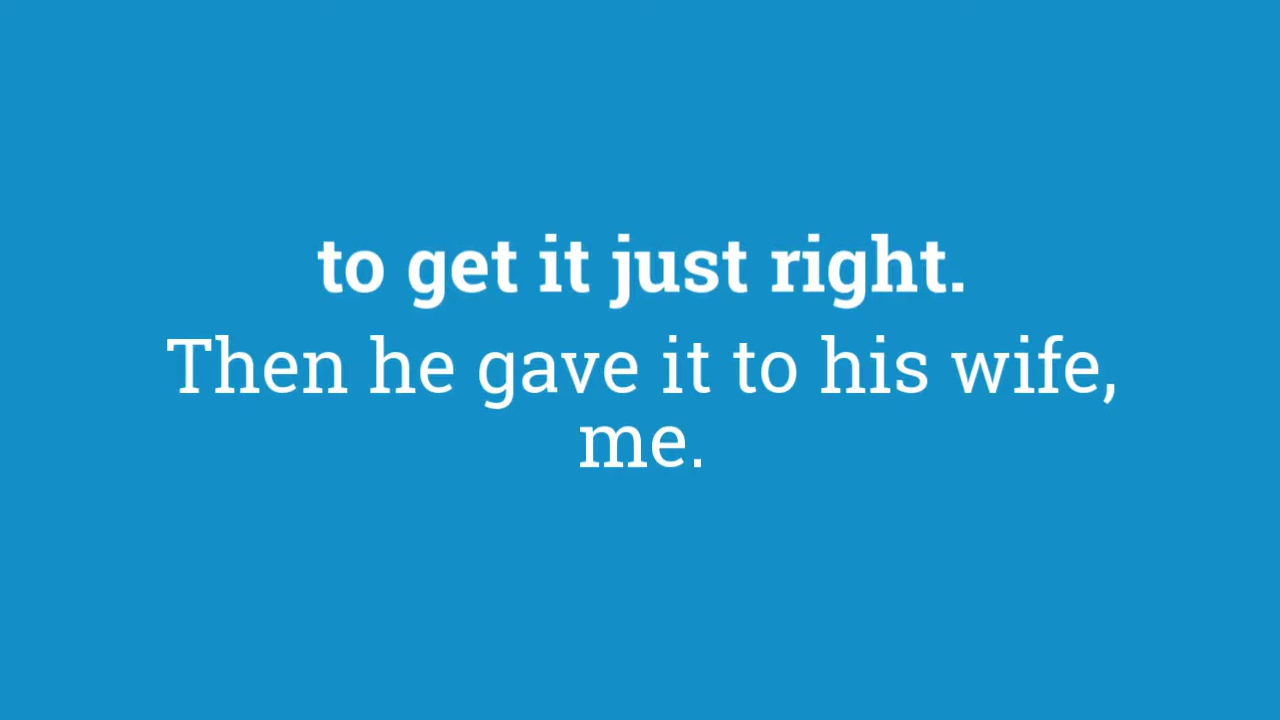 to get it just right.
Then he gave it to his wife,
me.